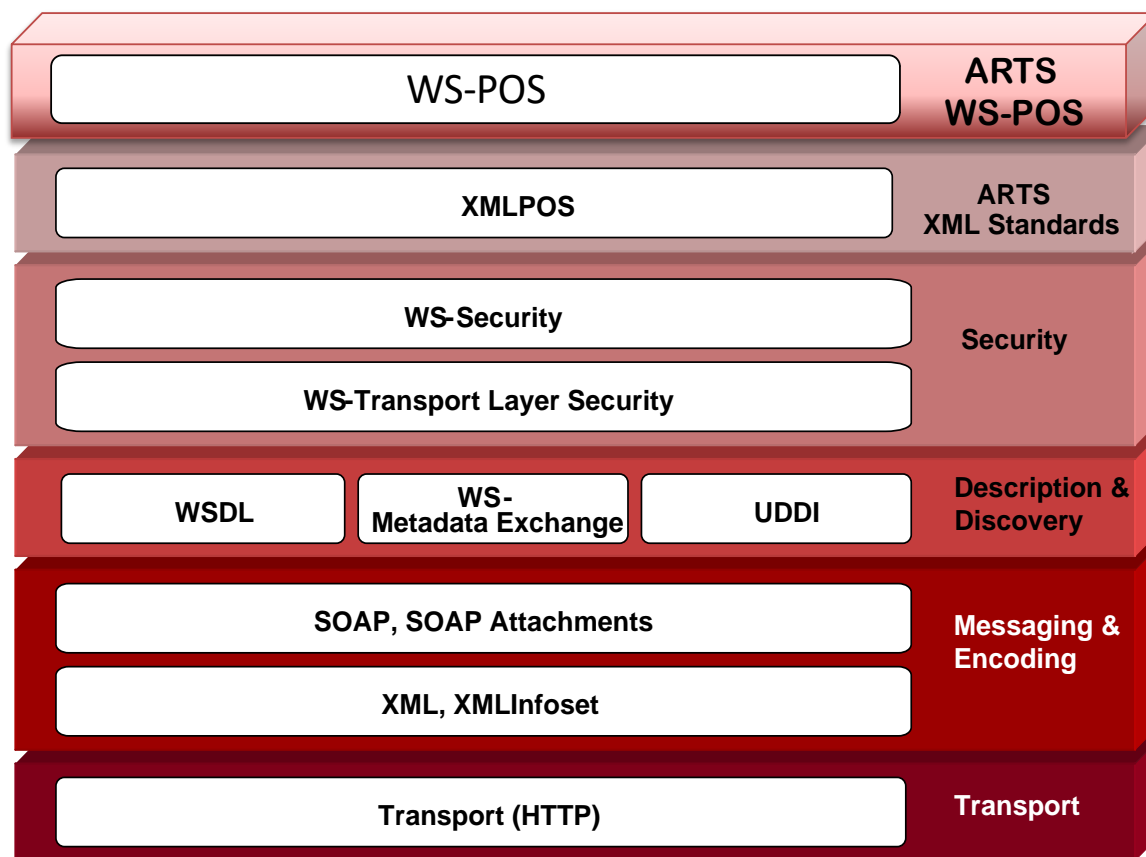 WS-POS
ARTS
WS-POS
XMLPOS
ARTS
XML Standards
WS-Security
WS-Transport Layer Security
Security
WSDL
WS-
Metadata Exchange
UDDI
Description &
Discovery
SOAP, SOAP Attachments
XML, XMLInfoset
Messaging &
Encoding
Transport (HTTP)
Transport